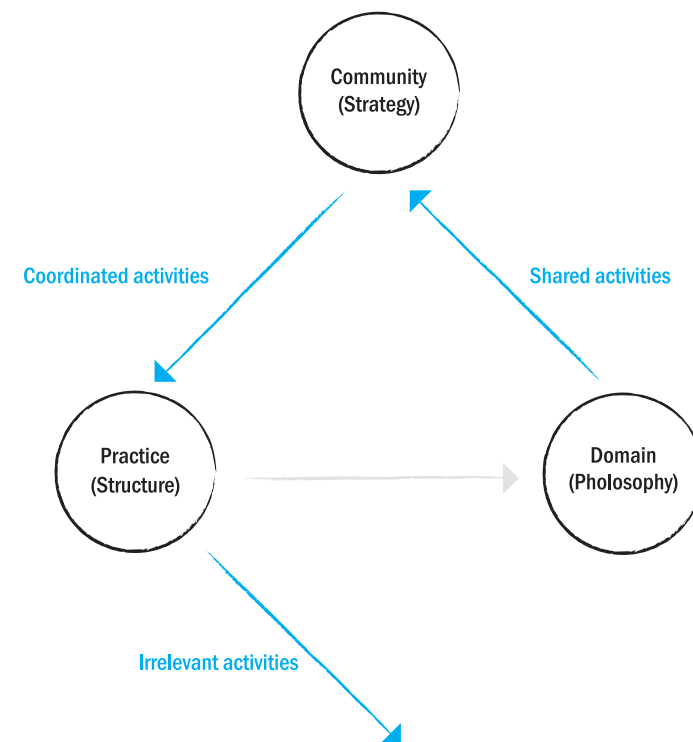 Community
(Strategy)
Coordinated activities
Shared activities
Practice
(Structure)
Domain
(Pholosophy)
Irrelevant activities